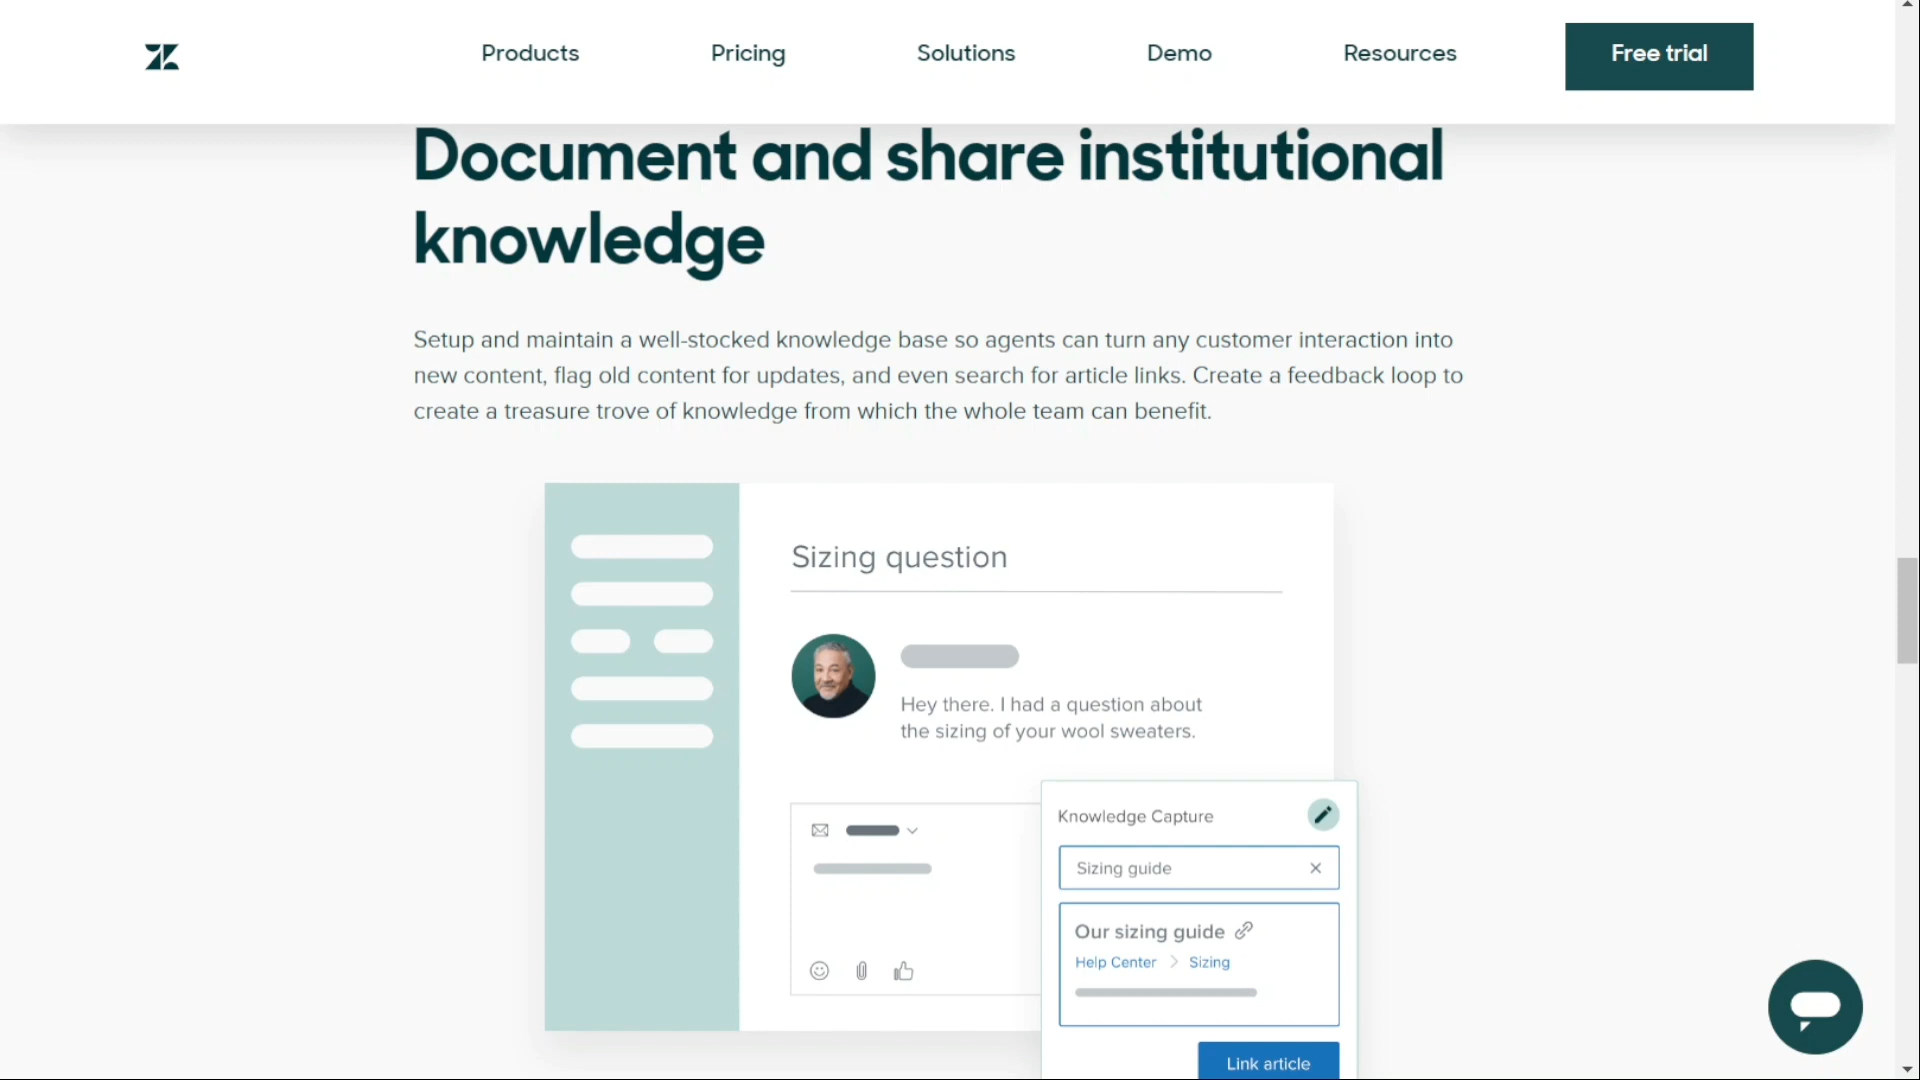 Products
Pricing
Solutions
Demo
Resources
Free trial
Document and share institutional
knowledge
Setup and maintain a well-stocked knowledge base so agents can turn any customer interaction into
new content, flag old content for updates, and even search for article links. Create a feedback loop to
create a treasure trove of knowledge from which the whole team can benefit.
Sizing question
Hey there. I had a question about
the sizing of your wool sweaters.
Knowledge Capture
Sizing guide
Our sizing guide
Help Center > Sizing
Link article